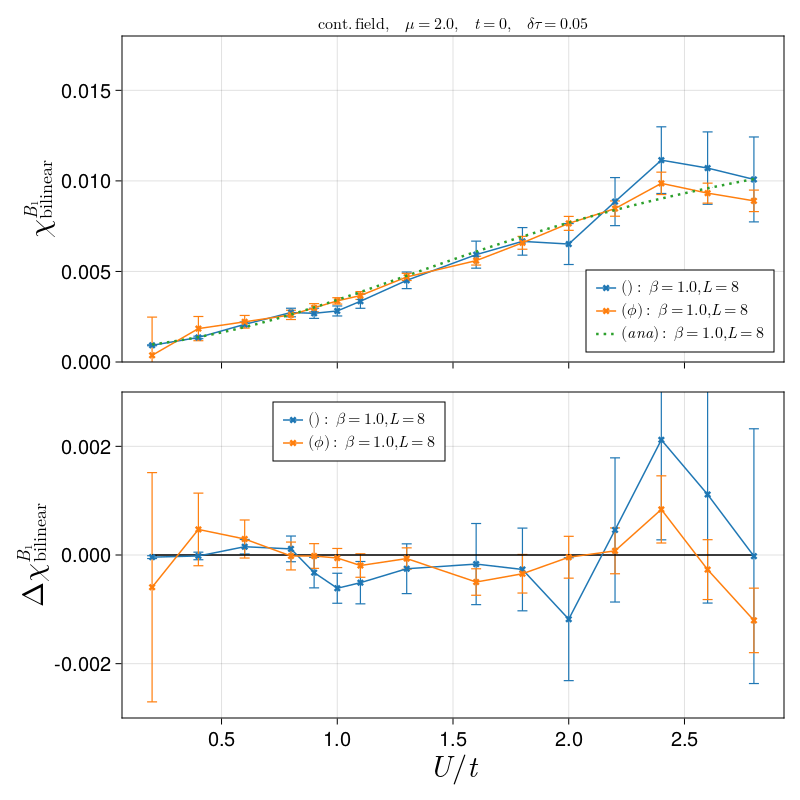 cont. field, μ = 2.0, t = 0, δτ = 0.05
χ^{B_1}_{bilinear}
0.015
0.010
0.005
0.000
() : β = 1.0,L = 8
(ϕ) : β = 1.0,L = 8
(ana) : β = 1.0,L = 8
Δχ^{B_1}_{bilinear}
0.002
0.000
-0.002
() : β = 1.0,L = 8
(ϕ) : β = 1.0,L = 8
0.5 1.0 1.5 2.0 2.5
U/t